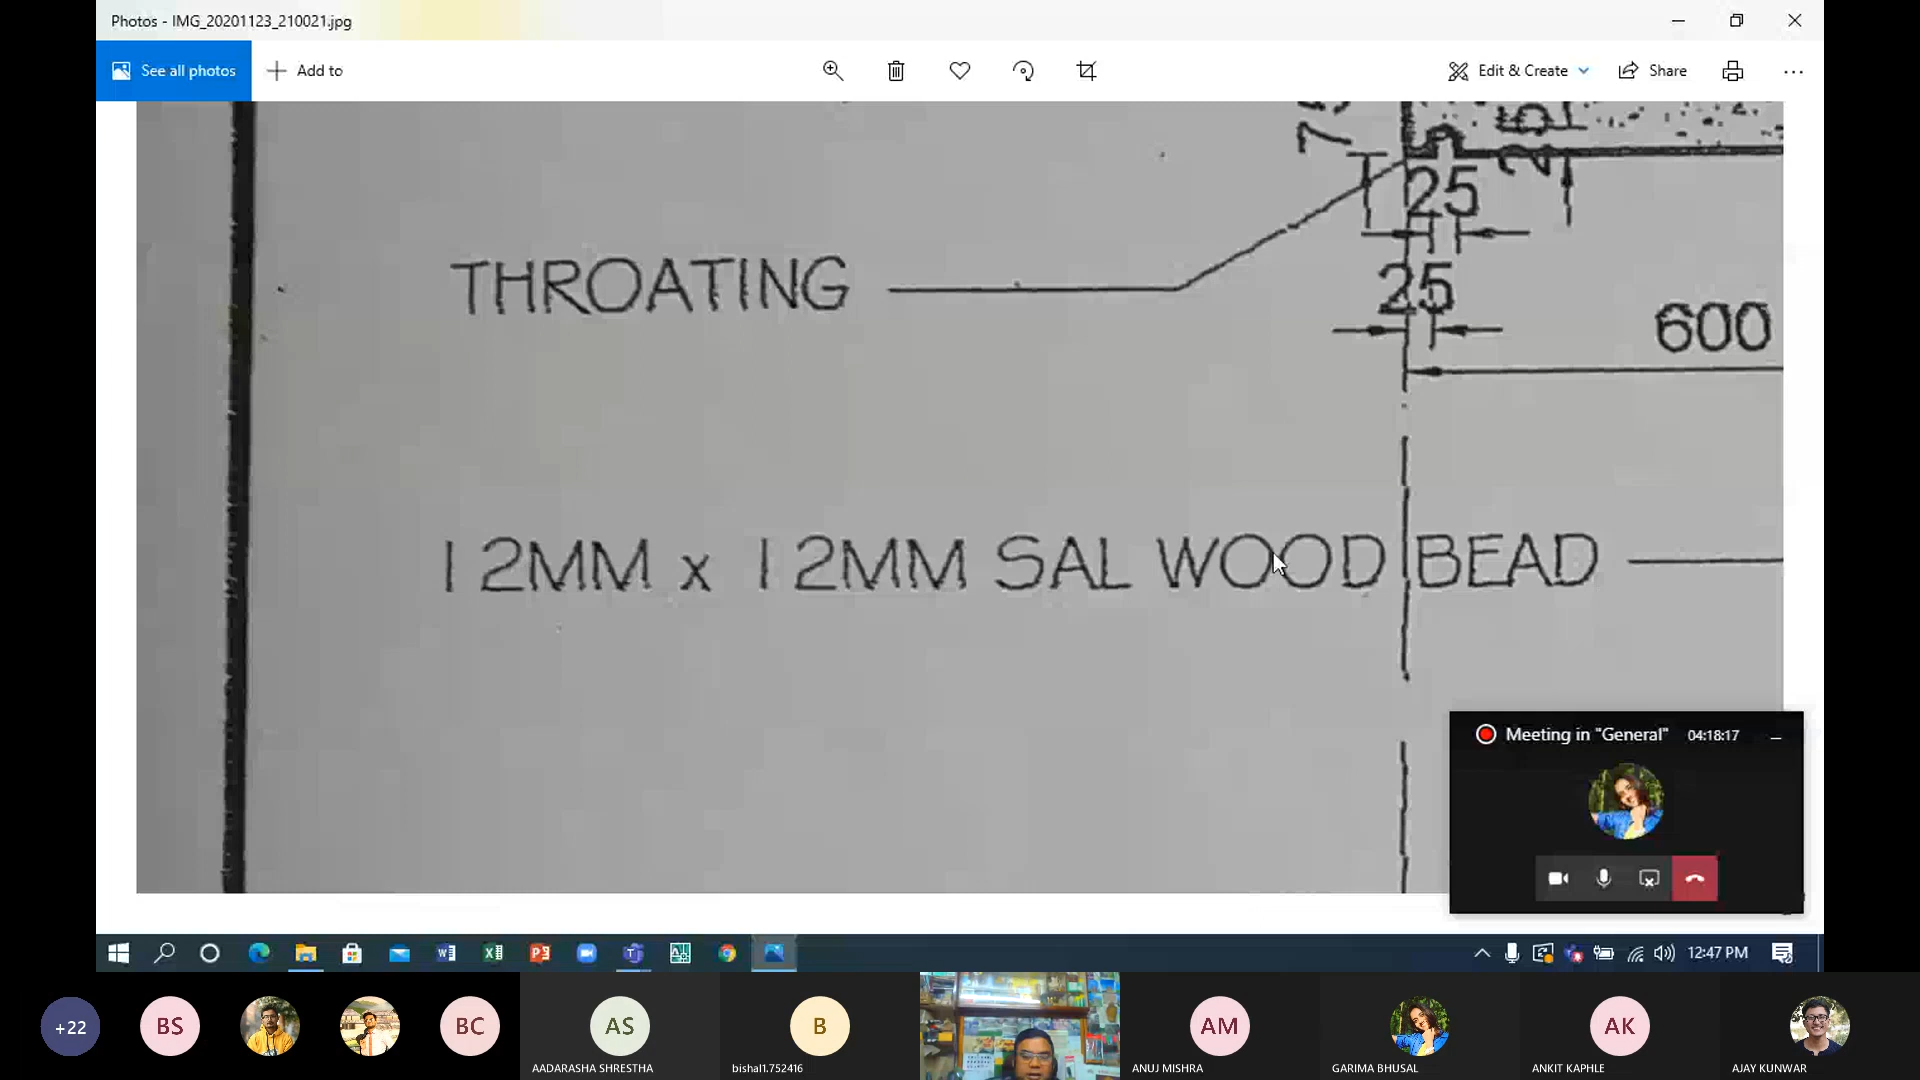 Photos - IMG_20201123_210021.jpg
See all photos
Add to
Edit & Create
Share
25
THROATING
25
600
12MM x 12MM SAL WOOD BEAD
Meeting in "General" 04:18:17
12:47 PM
+22
BS
BC
AS
B
AM
AK
AADARASHA SHRESTHA
bishal1.752416
ANUJ MISHRA
GARIMA BHUSAL
ANKIT KAPHLE
AJAY KUNWAR